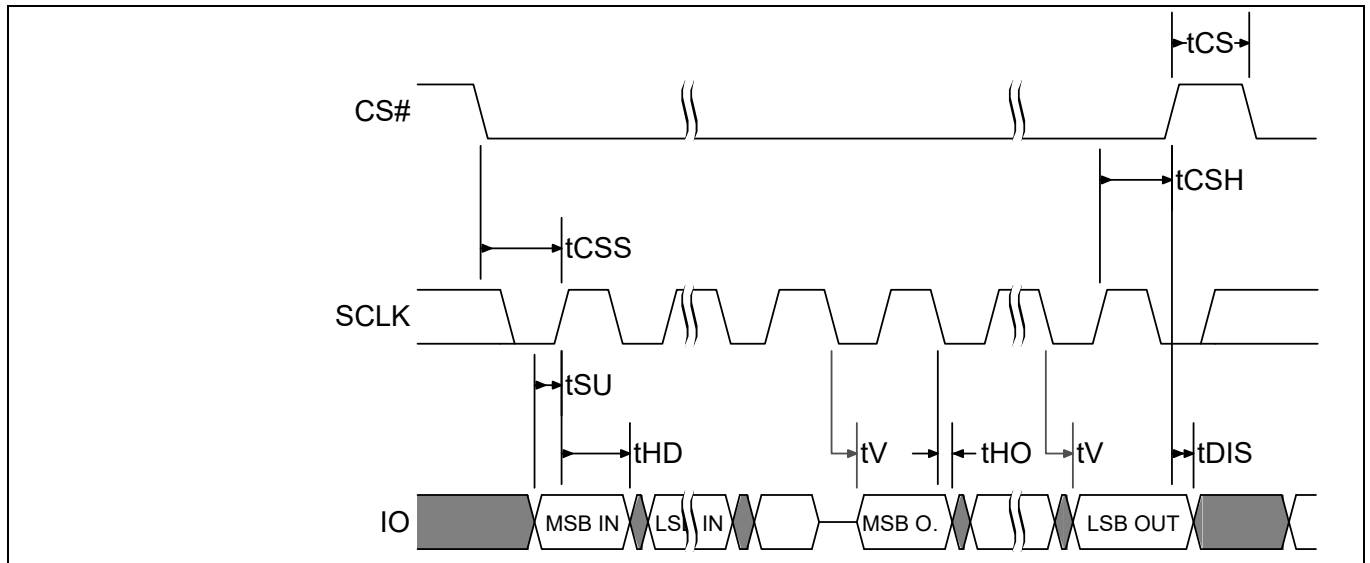 tCS
CS#
tCSH
tCSS
SCLK
tSU
tHD
tV
tHO
tV
tDIS
IO
MSB IN
IN
MSB O.
LSB OUT